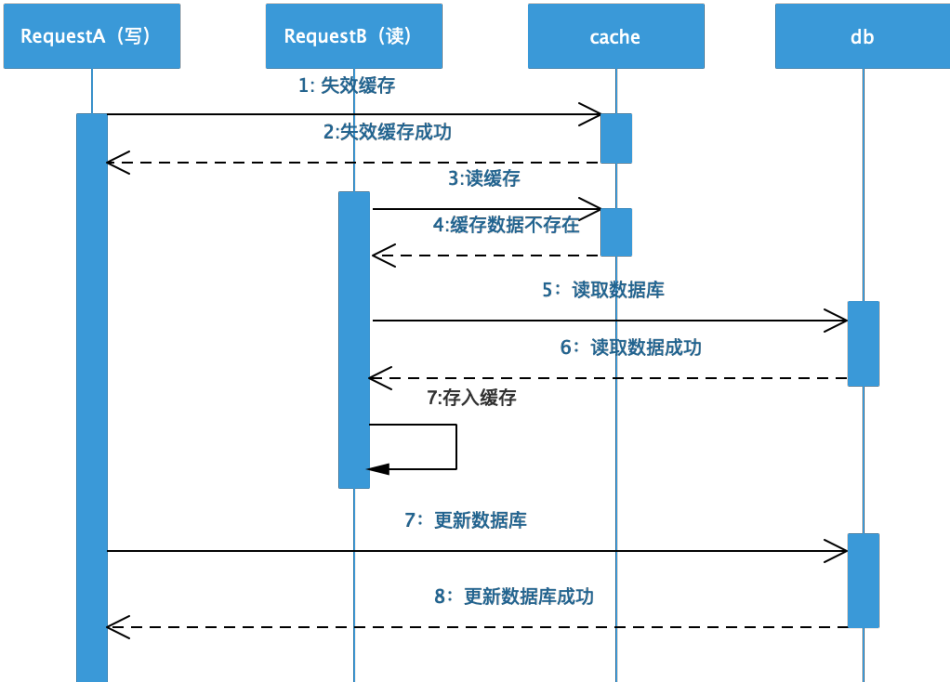 RequestA（写）
RequestB（读）
cache
db
1: 失效缓存
2:失效缓存成功
3:读缓存
4:缓存数据不存在
5：读取数据库
6：读取数据成功
7:存入缓存
7：更新数据库
8：更新数据库成功